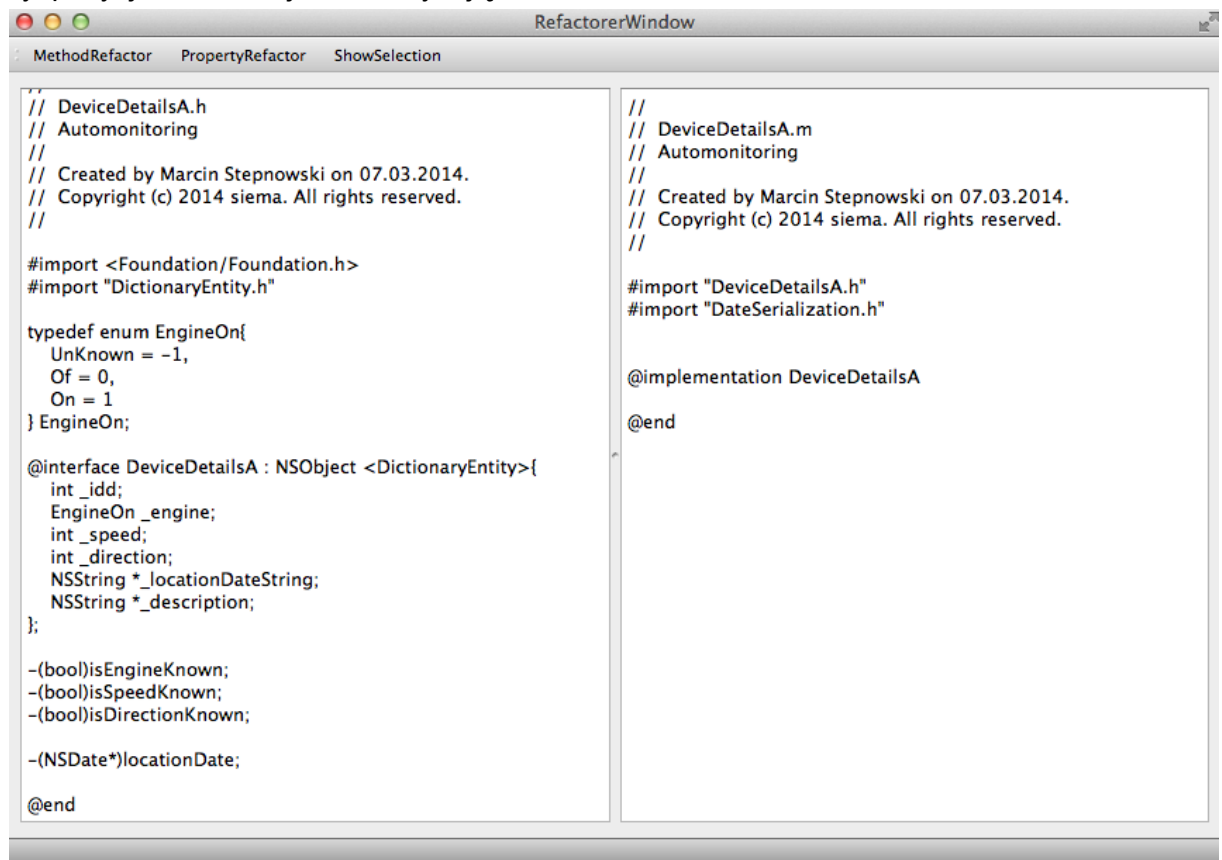 RefactorerWindow
MethodRefactor PropertyRefactor ShowSelection
//
// DeviceDetailsA.h
// Automonitoring
//
// Created by Marcin Stepnowski on 07.03.2014.
// Copyright (c) 2014 siema. All rights reserved.
//
#import <Foundation/Foundation.h>
#import "DictionaryEntity.h"
typedef enum EngineOn{
UnKnown = -1,
Of = 0,
On = 1
} EngineOn;
@interface DeviceDetailsA : NSObject <DictionaryEntity>{
int _idd;
EngineOn _engine;
int _speed;
int _direction;
NSString *_locationDateString;
NSString *_description;
};
-(bool)isEngineKnown;
-(bool)isSpeedKnown;
-(bool)isDirectionKnown;
-(NSDate*)locationDate;
@end
//
// DeviceDetailsA.m
// Automonitoring
//
// Created by Marcin Stepnowski on 07.03.2014.
// Copyright (c) 2014 siema. All rights reserved.
//
#import "DeviceDetailsA.h"
#import "DateSerialization.h"
@implementation DeviceDetailsA
@end